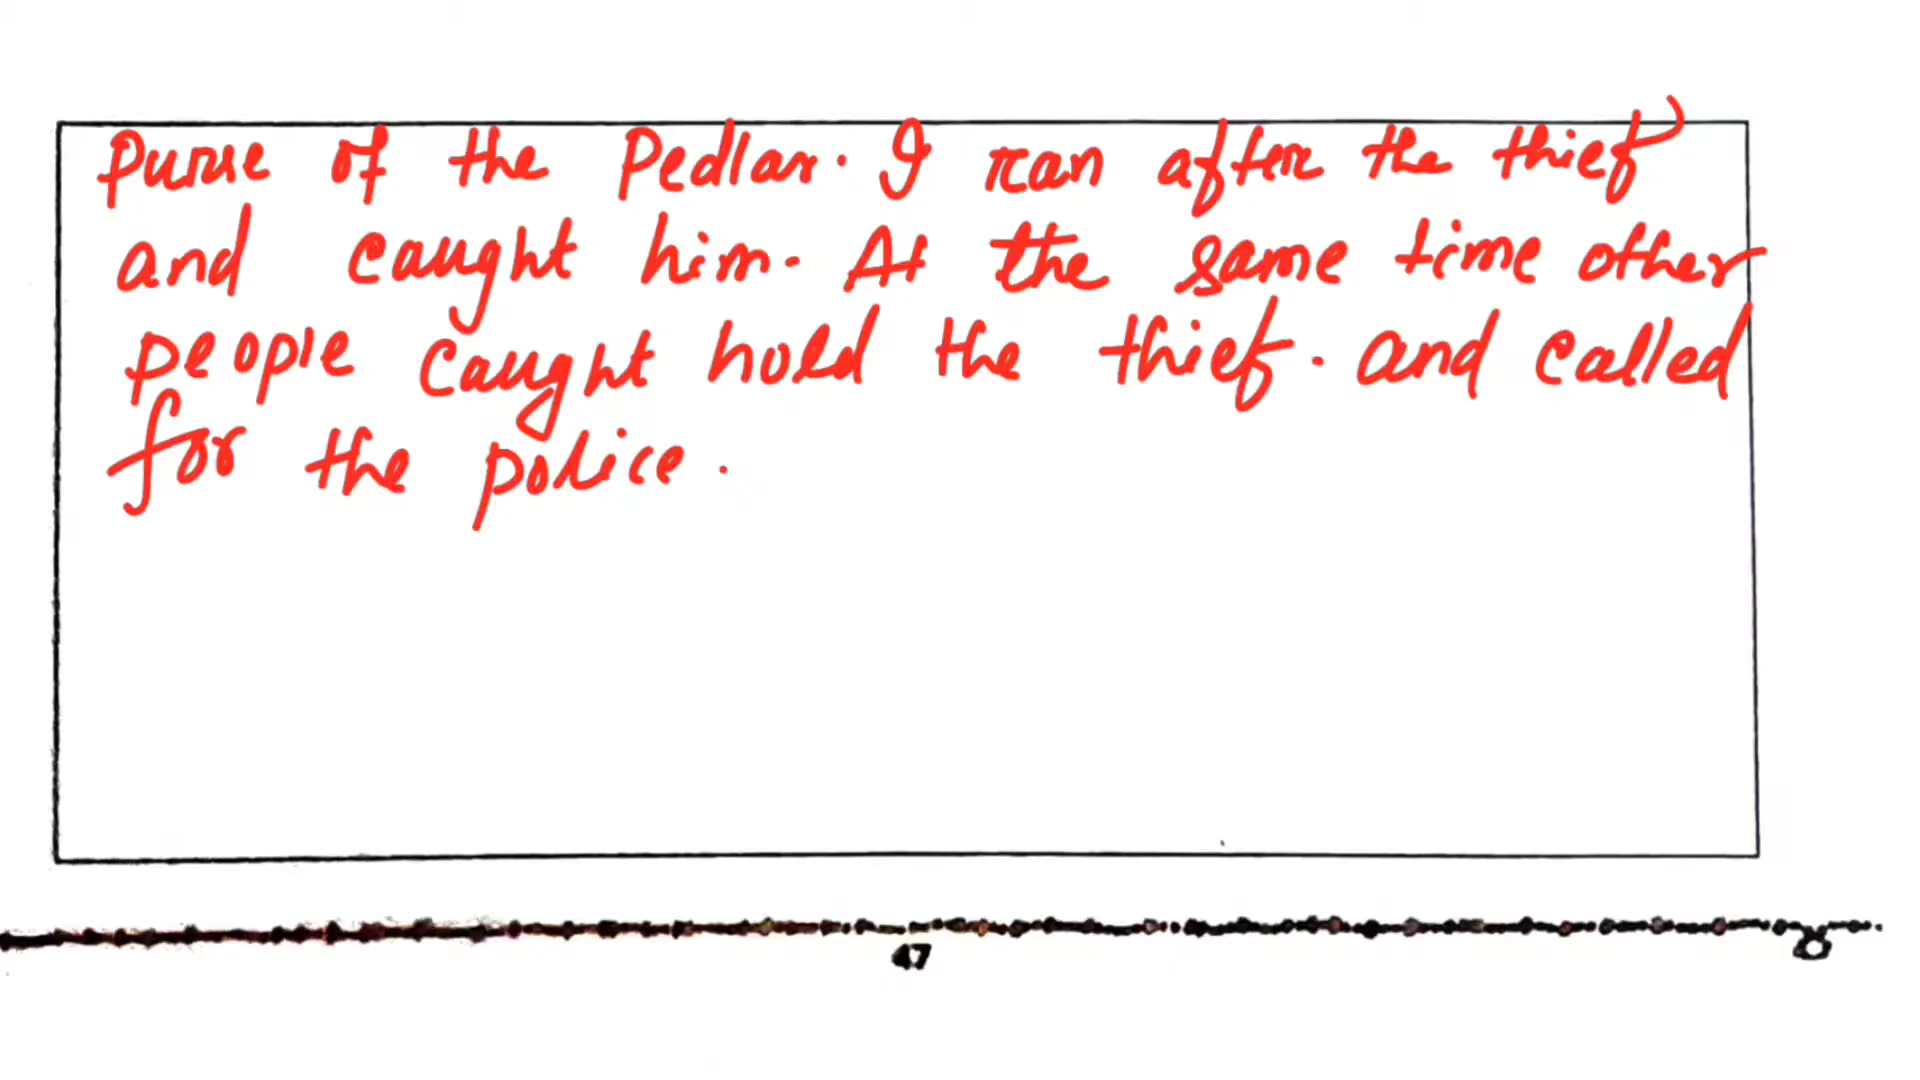 purse of the Pedlar. I ran after the thief
and caught him. At the same time other
people caught hold the thief. and called
for the police.
47